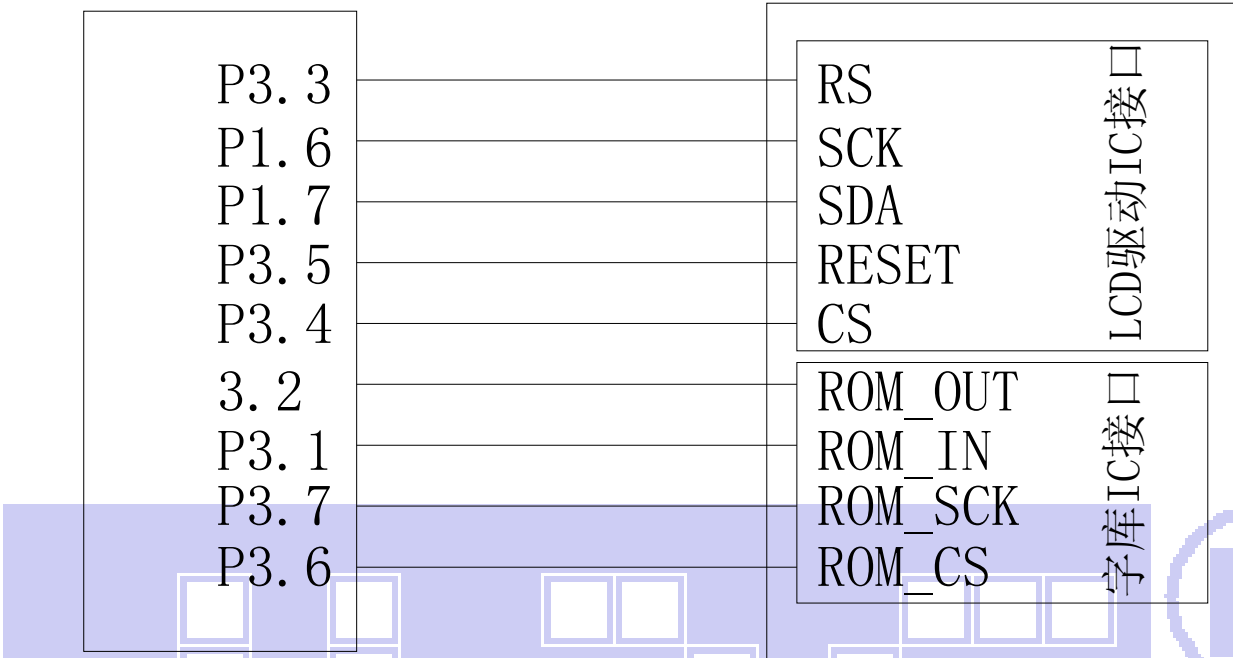 P3.3 RS
P1.6 SCK
P1.7 SDA
P3.5 RESET
P3.4 CS
LCD驱动IC接口
3.2 ROM_OUT
P3.1 ROM_IN
P3.7 ROM_SCK
P3.6 ROM_CS
字库IC接口